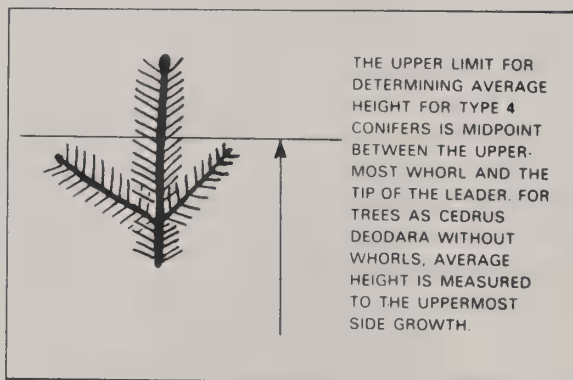 THE UPPER LIMIT FOR
DETERMINING AVERAGE
HEIGHT FOR TYPE 4
CONIFERS IS MIDPOINT
BETWEEN THE UPPER-
MOST WHORL AND THE
TIP OF THE LEADER. FOR
TREES AS CEDRUS
DEODARA WITHOUT
WHORLS, AVERAGE
HEIGHT IS MEASURED
TO THE UPPERMOST
SIDE GROWTH.